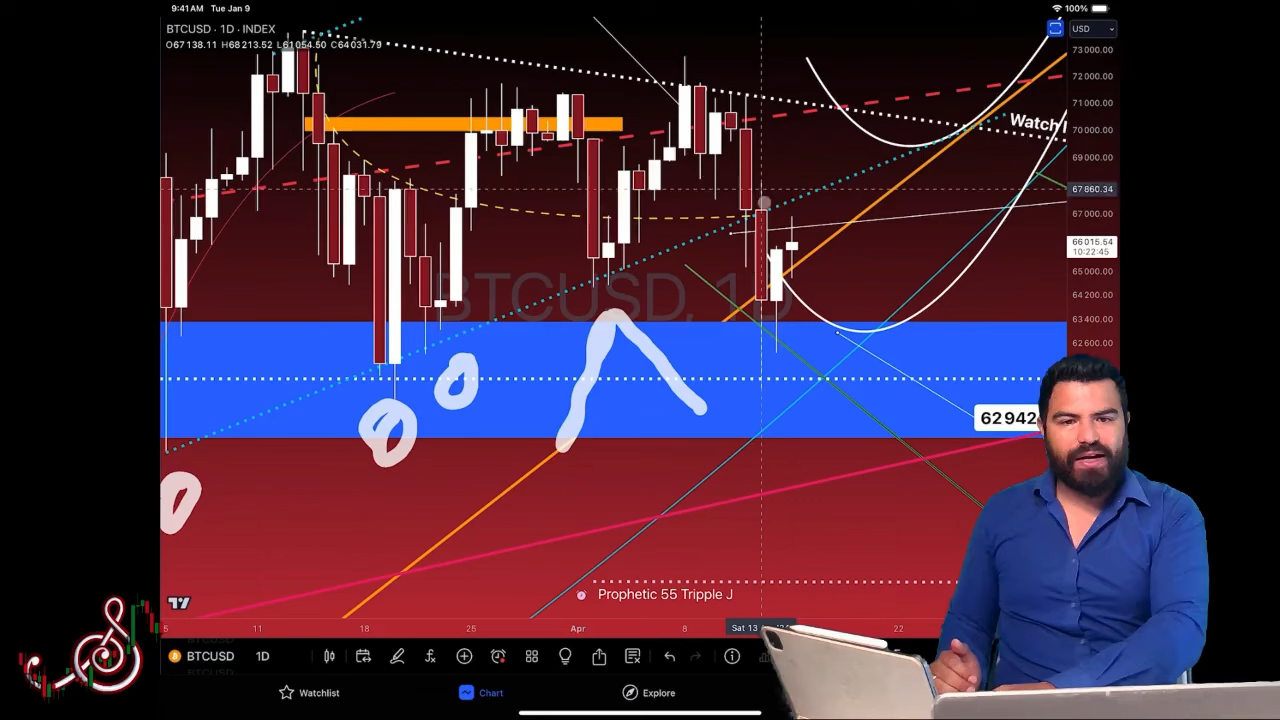 9:41AM Tue Jan 9
100%
BTCUSD · 1D · INDEX
O67138.11 H68213.52 L61054.50 C64031.79
USD
73000.00
72000.00
71000.00
70000.00
69000.00
67860.34
67000.00
66015.54
10:22:45
65000.00
64200.00
63400.00
62600.00
Watch
BTCUSD, 1D
62942
Prophetic 55 Tripple J
5
11
18
25
Apr
8
Sat 13
22
BTCUSD
1D
Watchlist
Chart
Explore